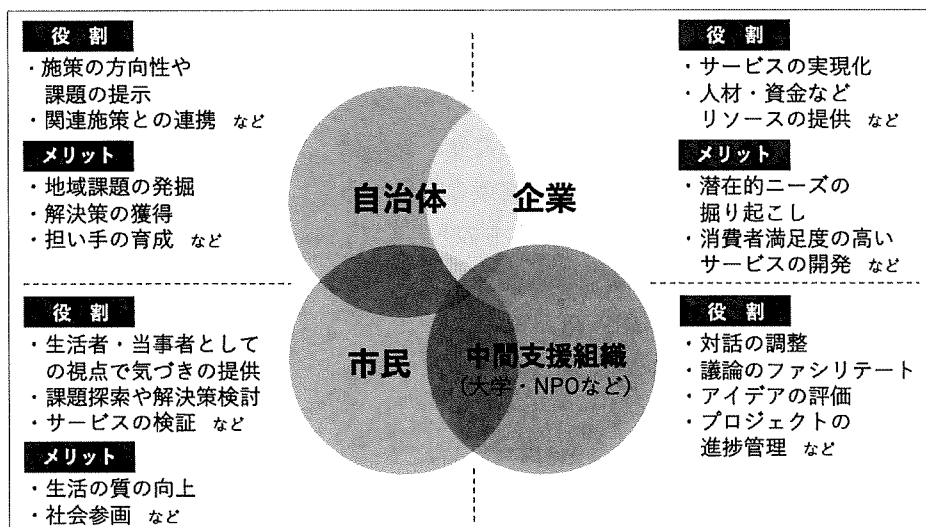 役 割
・施策の方向性や
課題の提示
・関連施策との連携 など
メリット
・地域課題の発掘
・解決策の獲得
・担い手の育成 など
役 割
・サービスの実現化
・人材・資金など
リソースの提供 など
メリット
・潜在的ニーズの
掘り起こし
・消費者満足度の高い
サービスの開発 など
自治体
企業
市民
中間支援組織
(大学・NPOなど)
役 割
・生活者・当事者として
の視点で気づきの提供
・課題探索や解決策検討
・サービスの検証 など
メリット
・生活の質の向上
・社会参画 など
役 割
・対話の調整
・議論のファシリテート
・アイデアの評価
・プロジェクトの
進捗管理 など